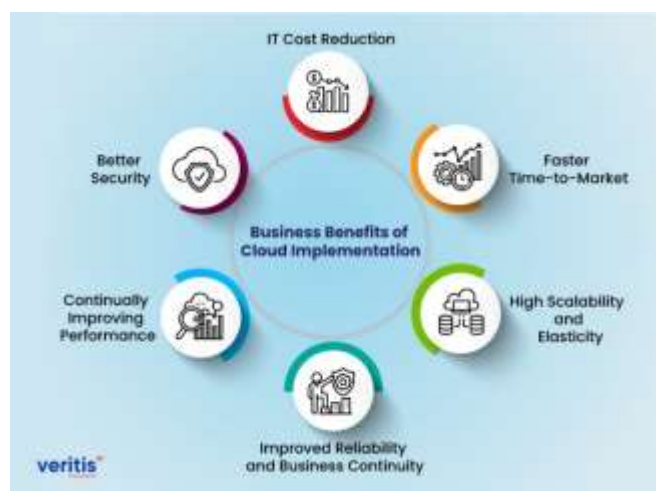 IT Cost Reduction
Better
Security
Faster
Time-to-Market
Business Benefits of
Cloud Implementation
Continually
Improving
Performance
High Scalability
and
Elasticity
Improved Reliability
and Business Continuity
veritis